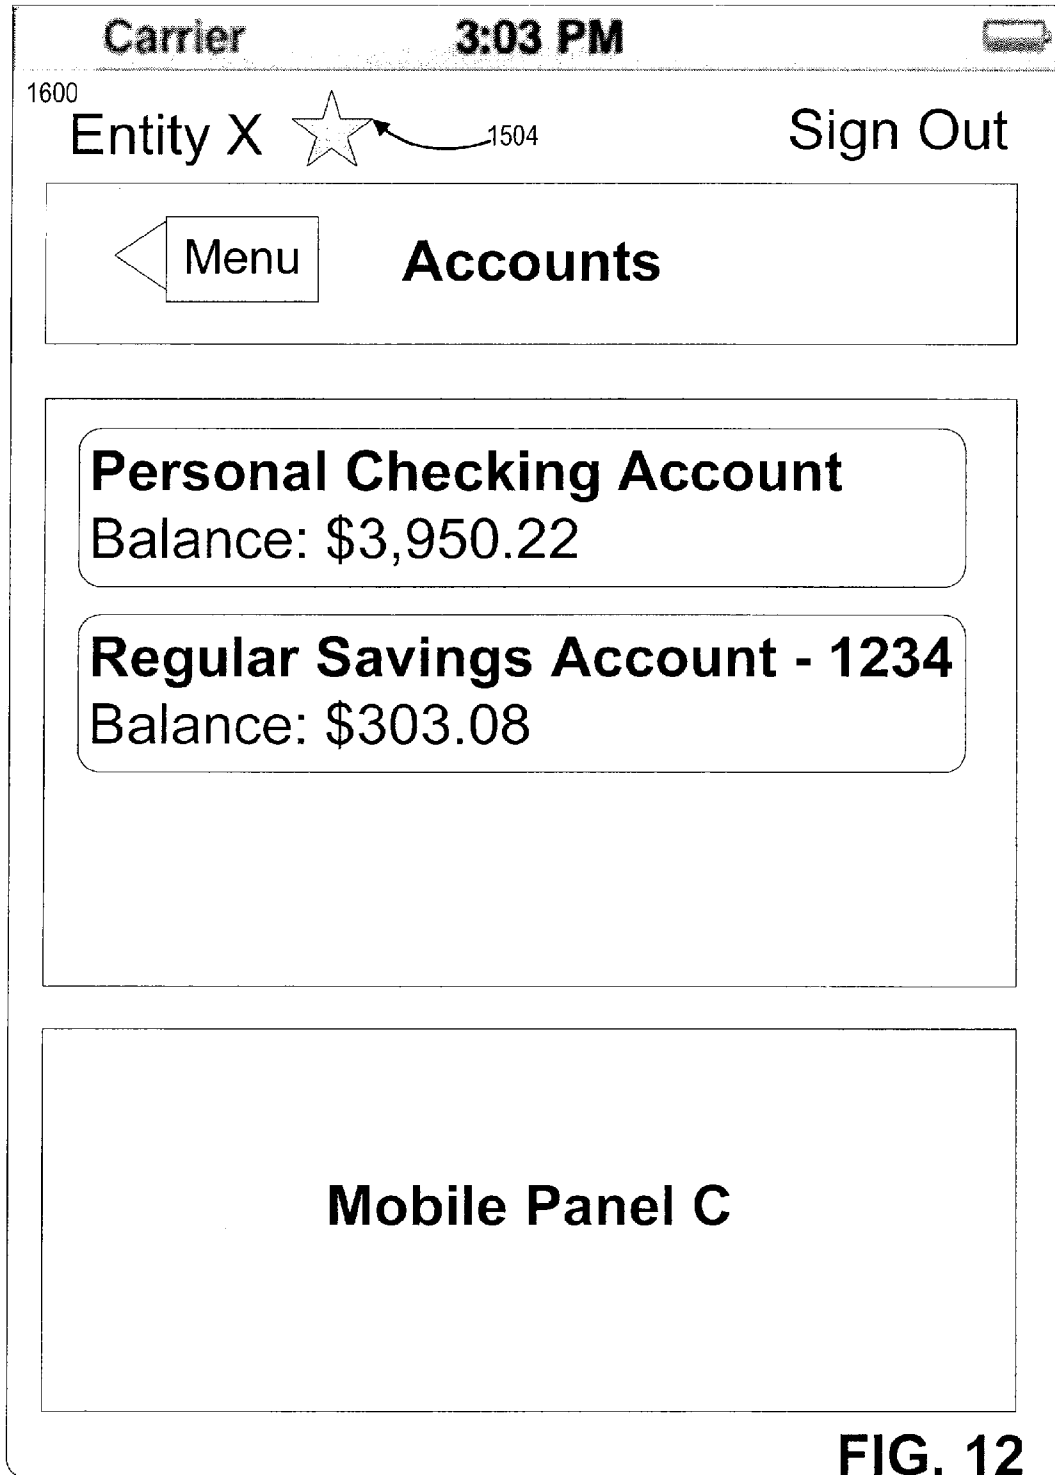 Carrier 3:03 PM
1600
Entity X 1504 Sign Out
Menu Accounts
Personal Checking Account
Balance: $3,950.22
Regular Savings Account - 1234
Balance: $303.08
Mobile Panel C
FIG. 12